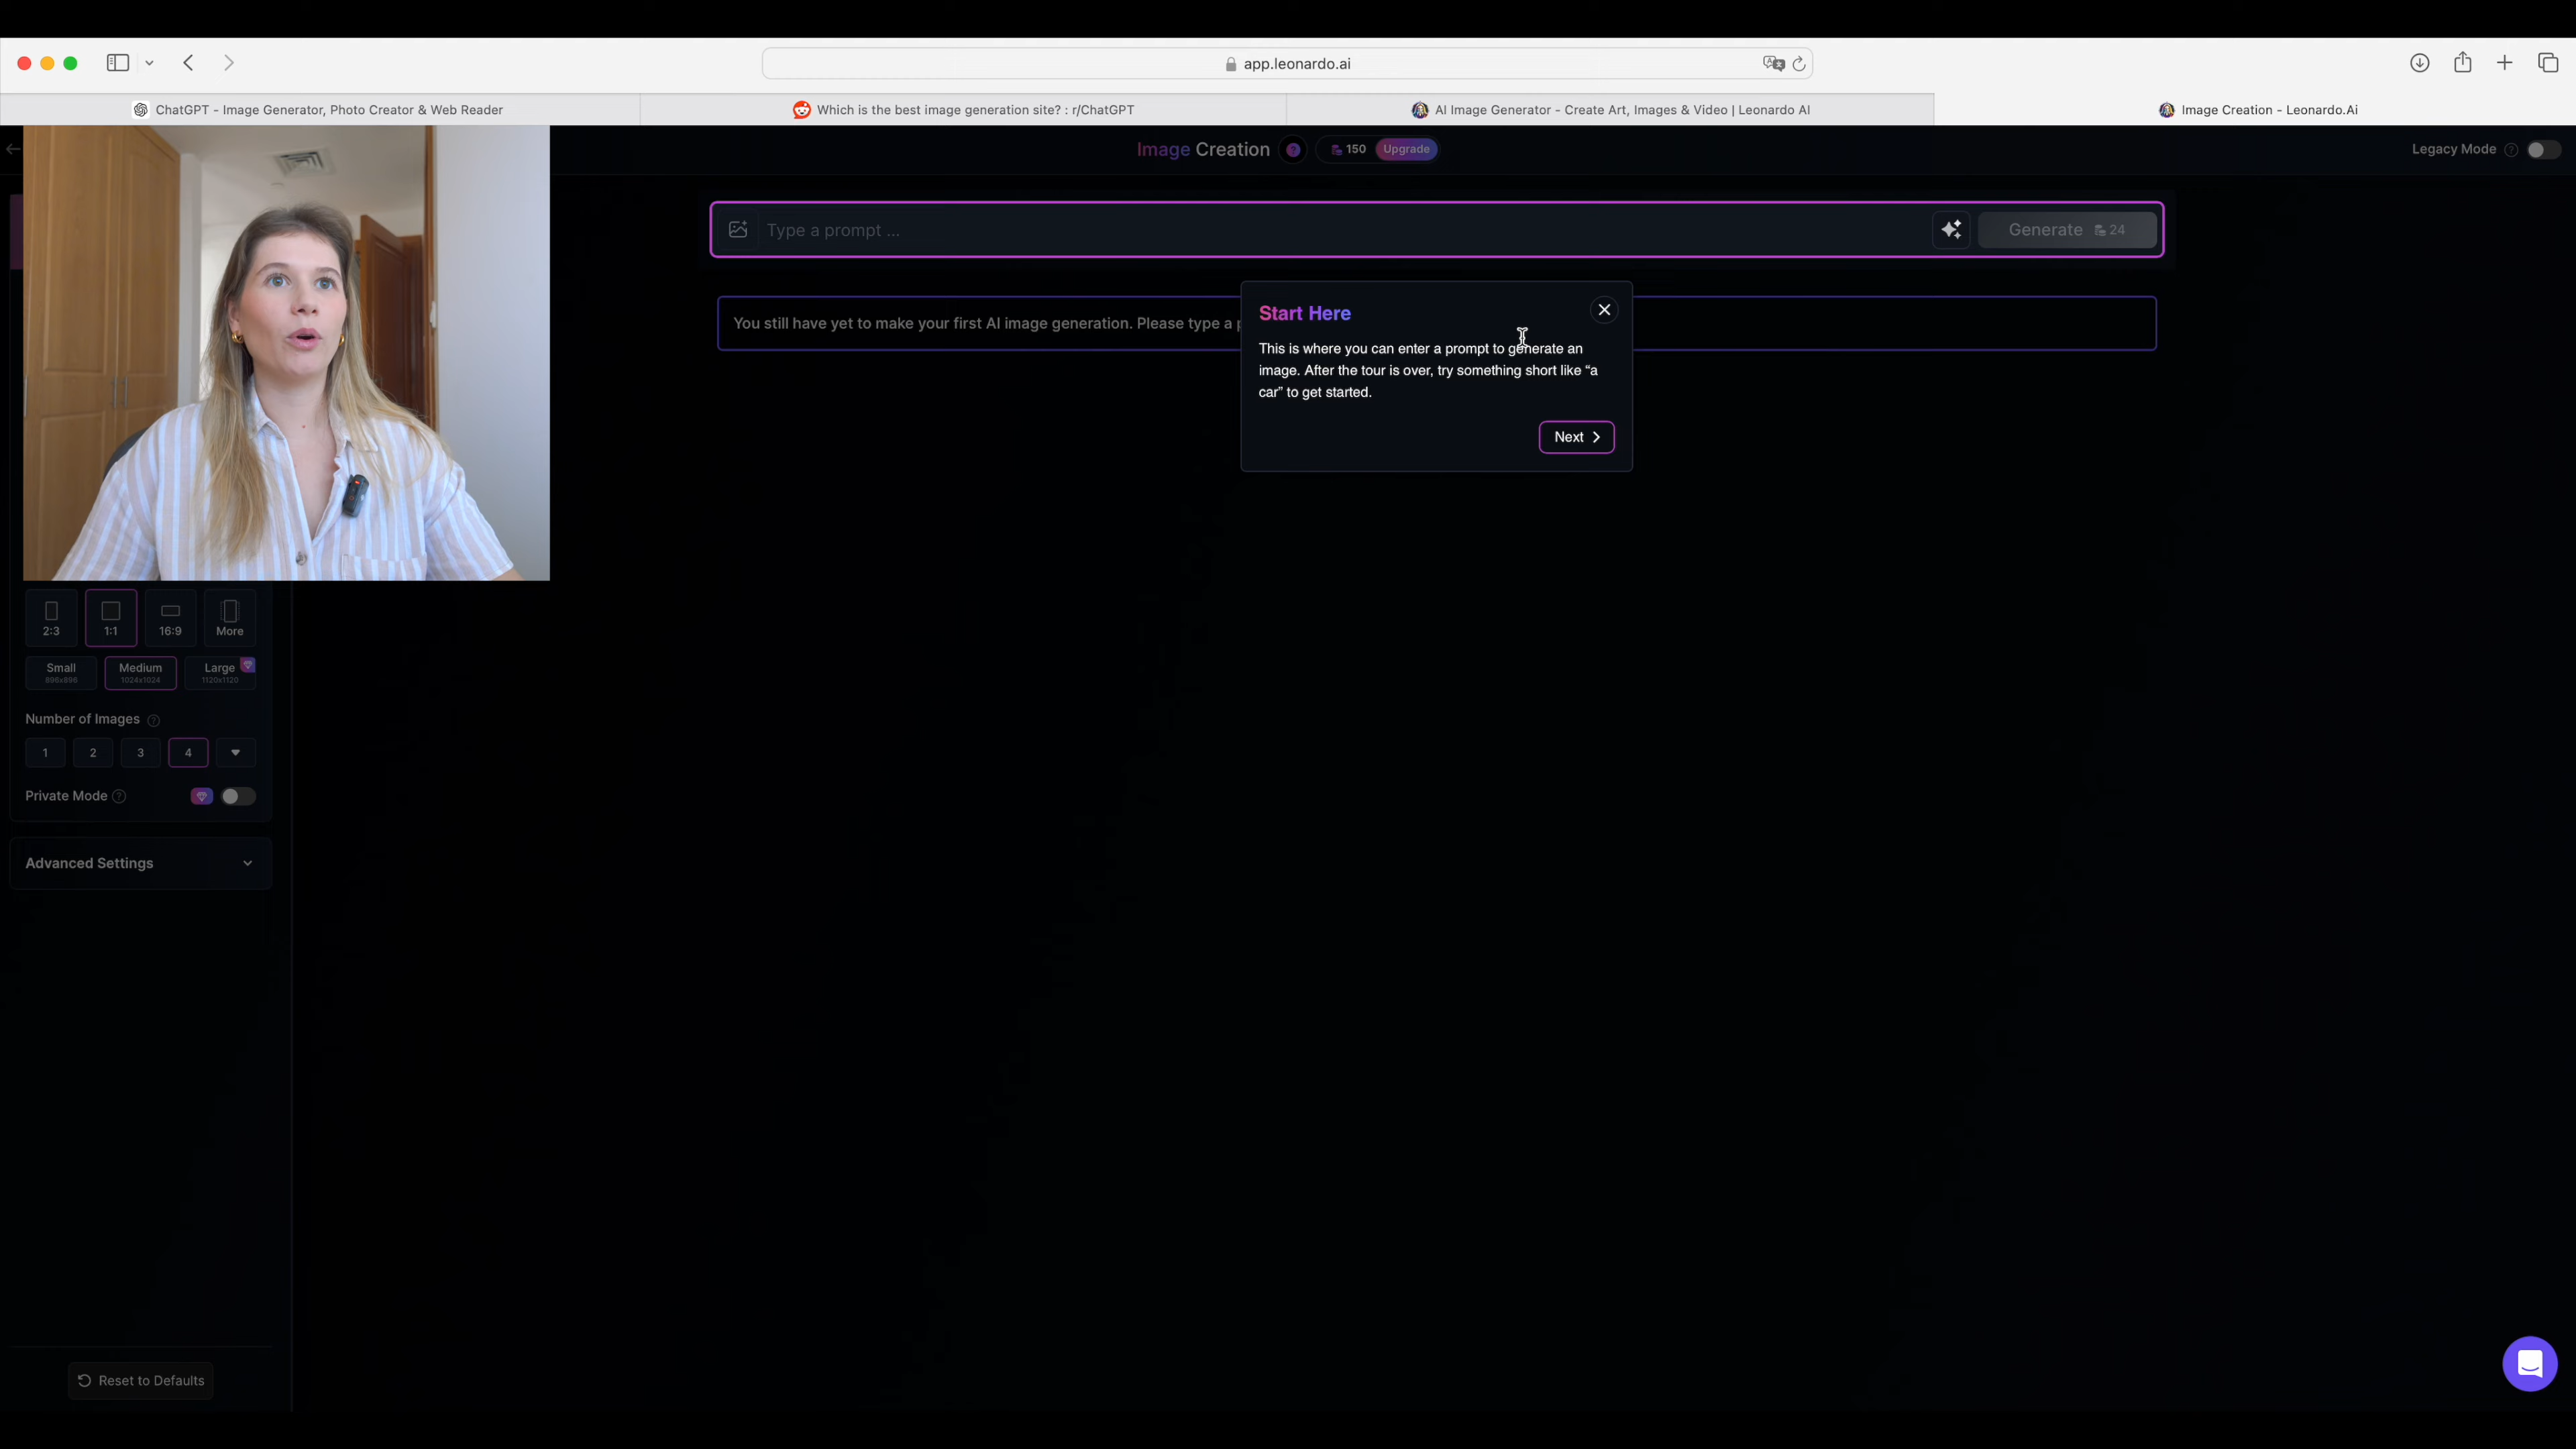 app.leonardo.ai
ChatGPT - Image Generator, Photo Creator & Web Reader
Which is the best image generation site? : r/ChatGPT
AI Image Generator - Create Art, Images & Video | Leonardo AI
Image Creation - Leonardo.Ai
Image Creation
150
Upgrade
Legacy Mode
Type a prompt ...
Generate 24
You still have yet to make your first AI image generation. Please type a
Start Here
This is where you can enter a prompt to generate an
image. After the tour is over, try something short like “a
car” to get started.
Next
2:3
1:1
16:9
More
Small
896x896
Medium
1024x1024
Large
1120x1120
Number of Images
1
2
3
4
Private Mode
Advanced Settings
Reset to Defaults